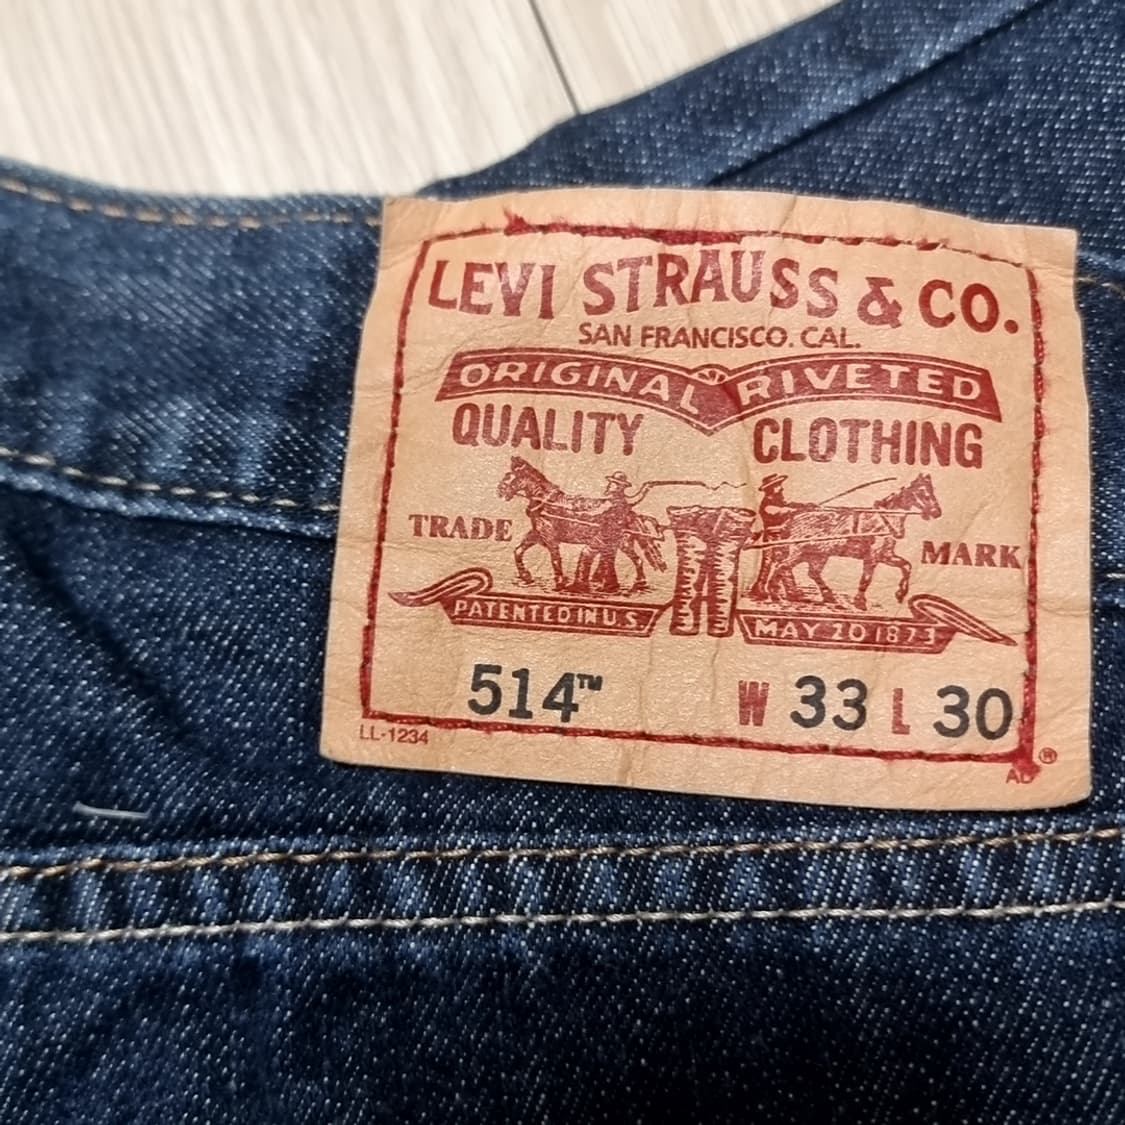 LEVI STRAUSS & CO.
SAN FRANCISCO. CAL.
ORIGINAL RIVETED
QUALITY CLOTHING
TRADE MARK
PATENTED IN U.S. MAY 20 1873
514™ W 33 L 30
LL-1234 ®